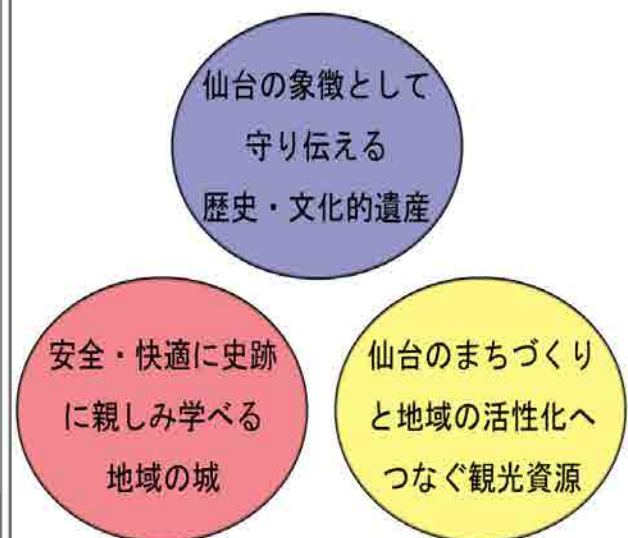 仙台の象徴として
守り伝える
歴史・文化的遺産
安全・快適に史跡
に親しみ学べる
地域の城
仙台のまちづくり
と地域の活性化へ
つなぐ観光資源